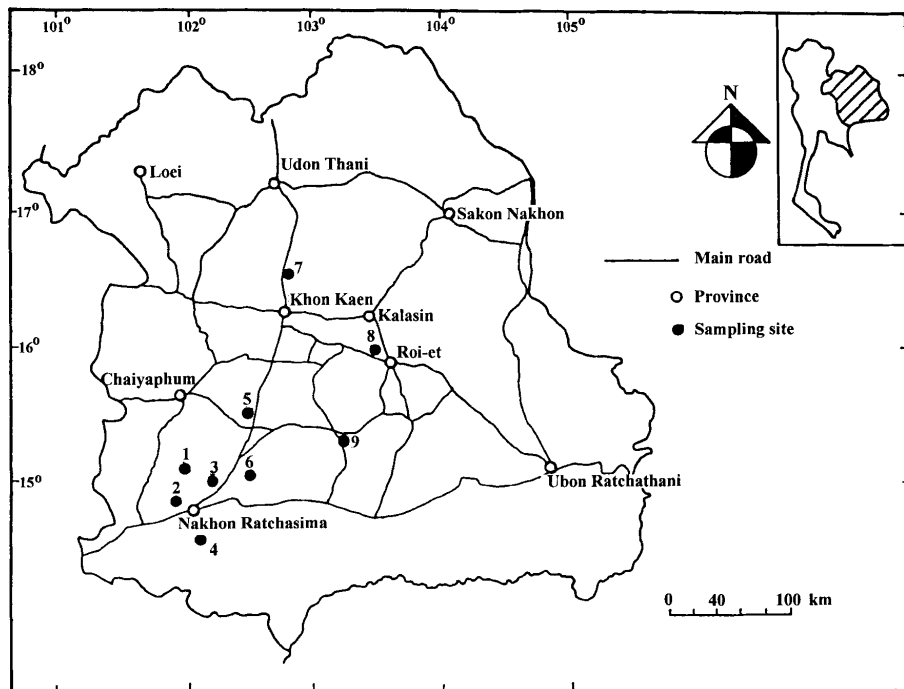 101° 102° 103° 104° 105°
18°
N
Loei
Udon Thani
17°
Sakon Nakhon
Main road
7
Khon Kaen
Province
Kalasin
Sampling site
8
16°
Roi-et
Chaiyaphum
5
9
1
3
6
15°
2
Ubon Ratchathani
Nakhon Ratchasima
4
0 40 100 km